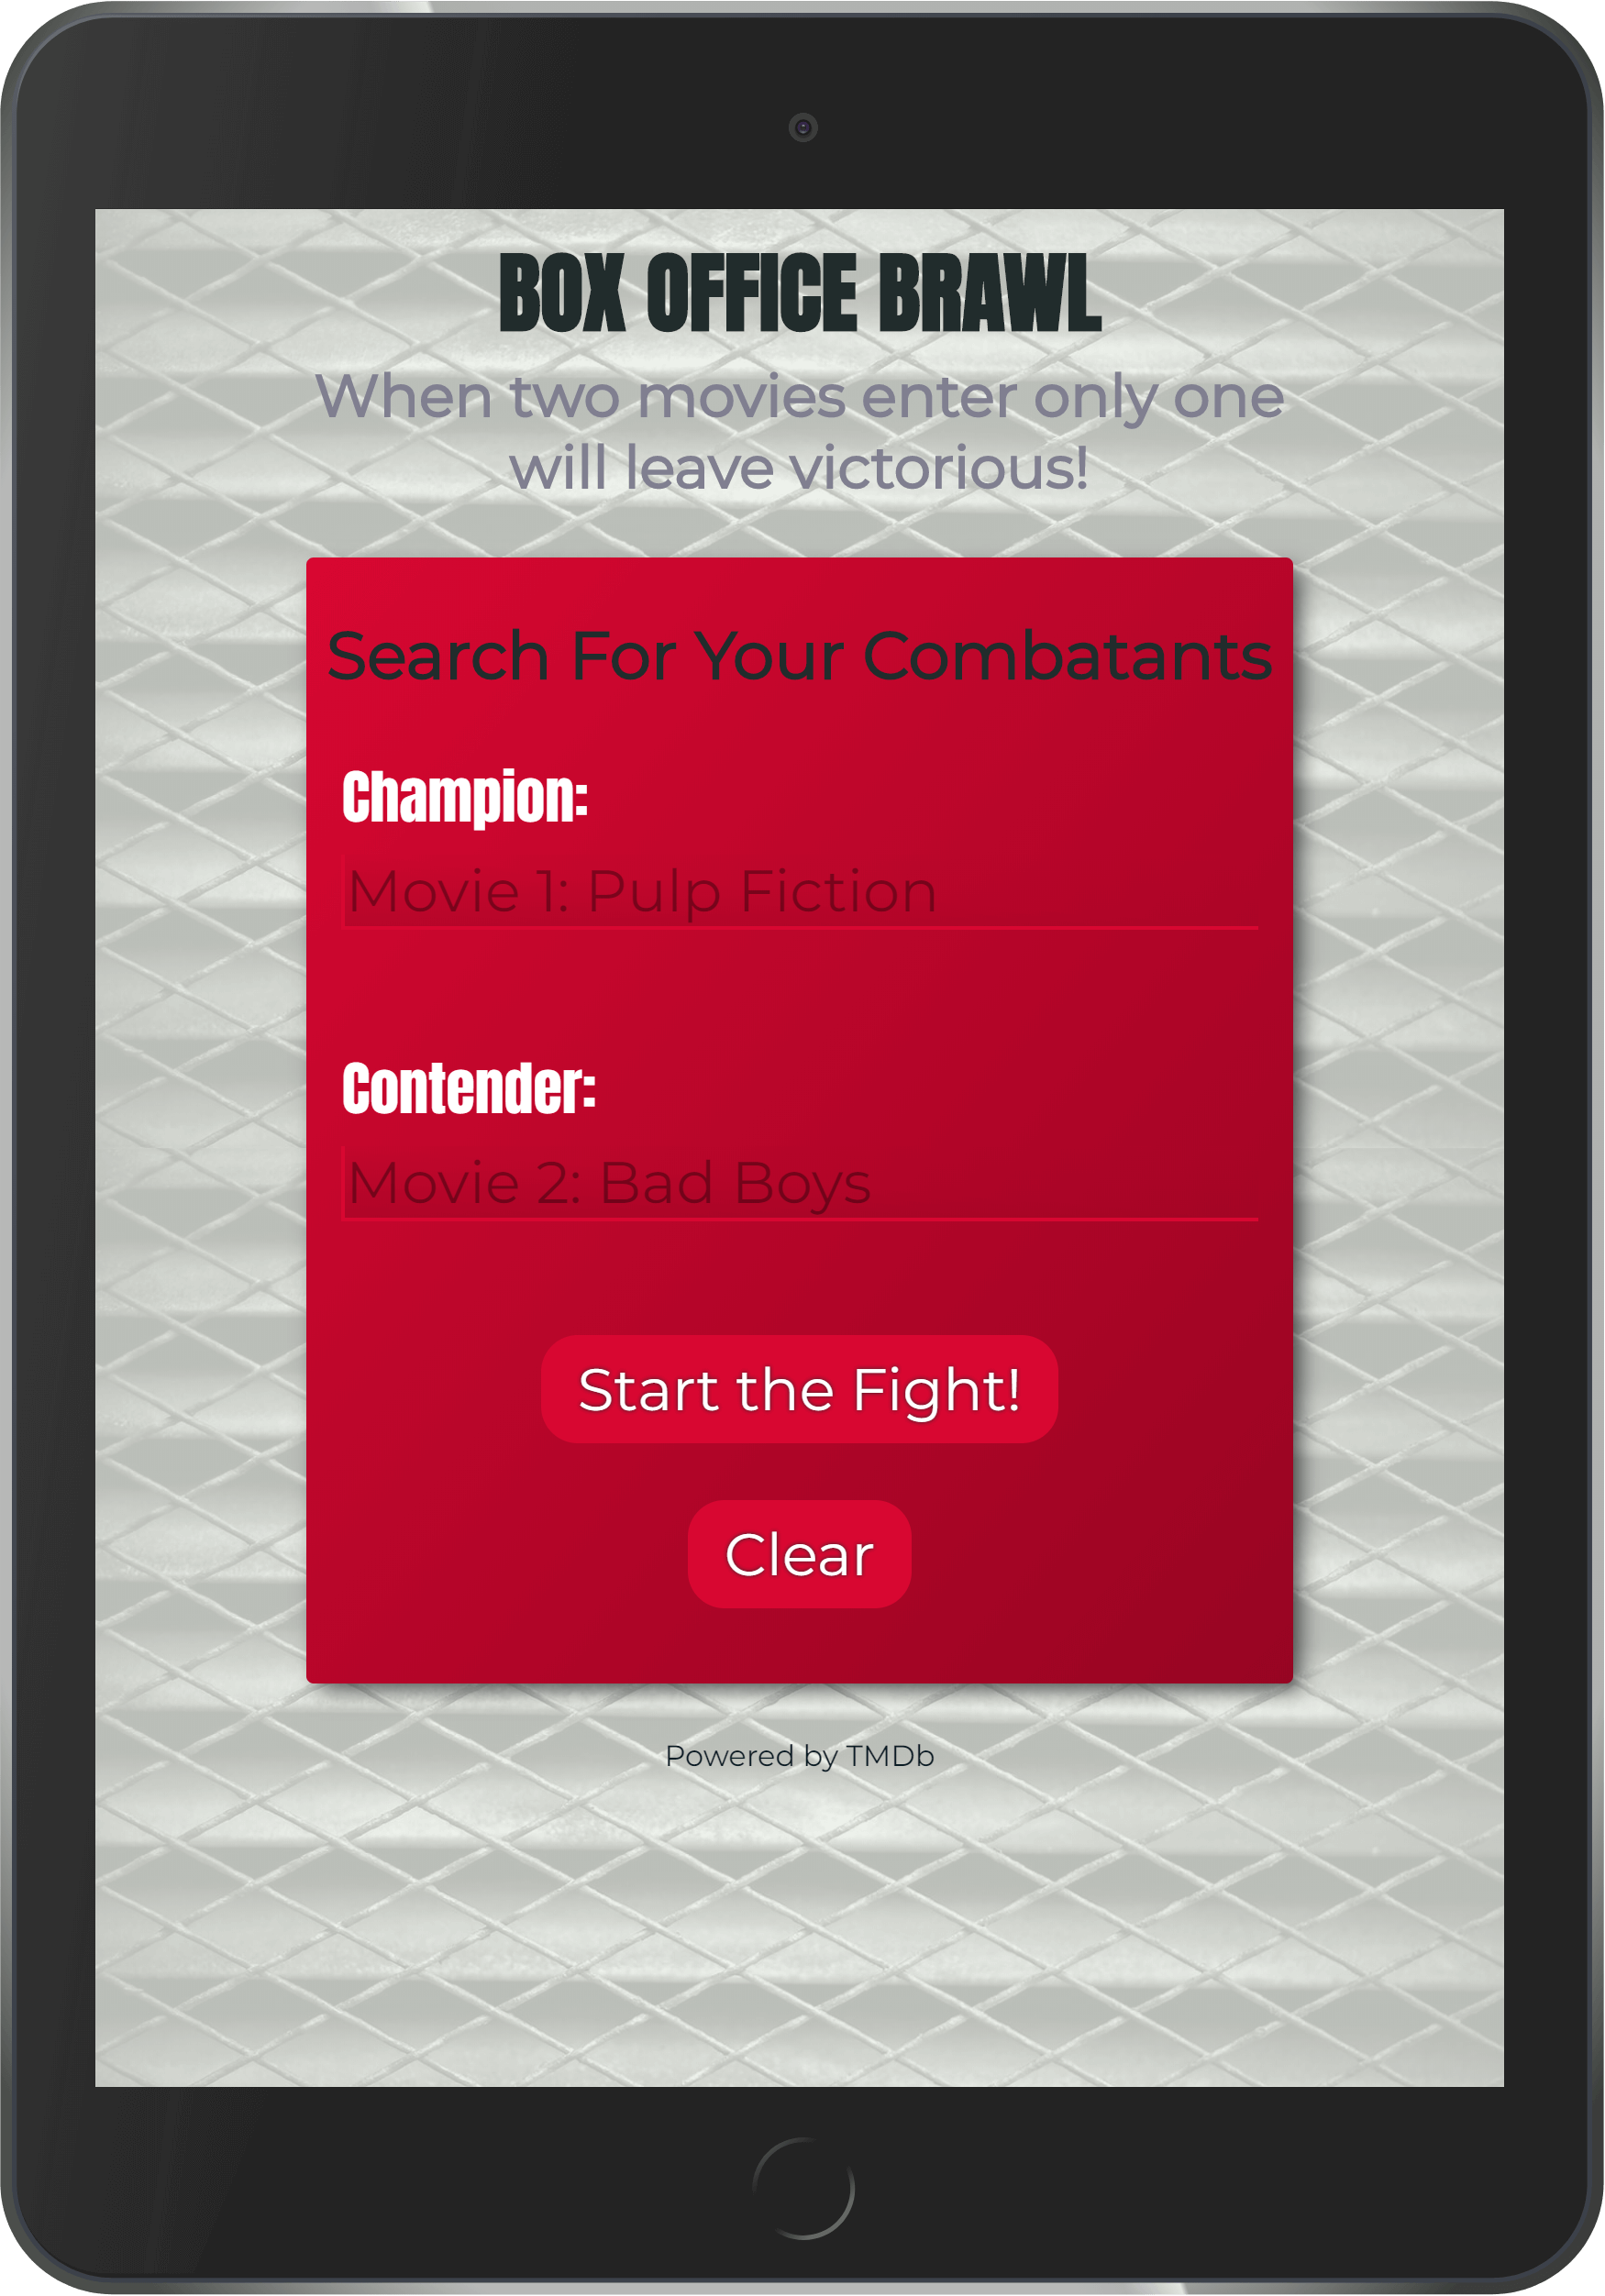 BOX OFFICE BRAWL
When two movies enter only one
will leave victorious!
Search For Your Combatants
Champion:
Movie 1: Pulp Fiction
Contender:
Movie 2: Bad Boys
Start the Fight!
Clear
Powered by TMDb